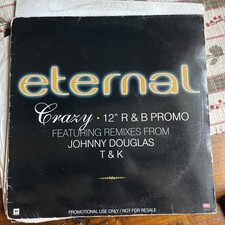 eternal
Crazy • 12" R & B PROMO
FEATURING REMIXES FROM
JOHNNY DOUGLAS
T & K
PROMOTIONAL USE ONLY / NOT FOR RESALE